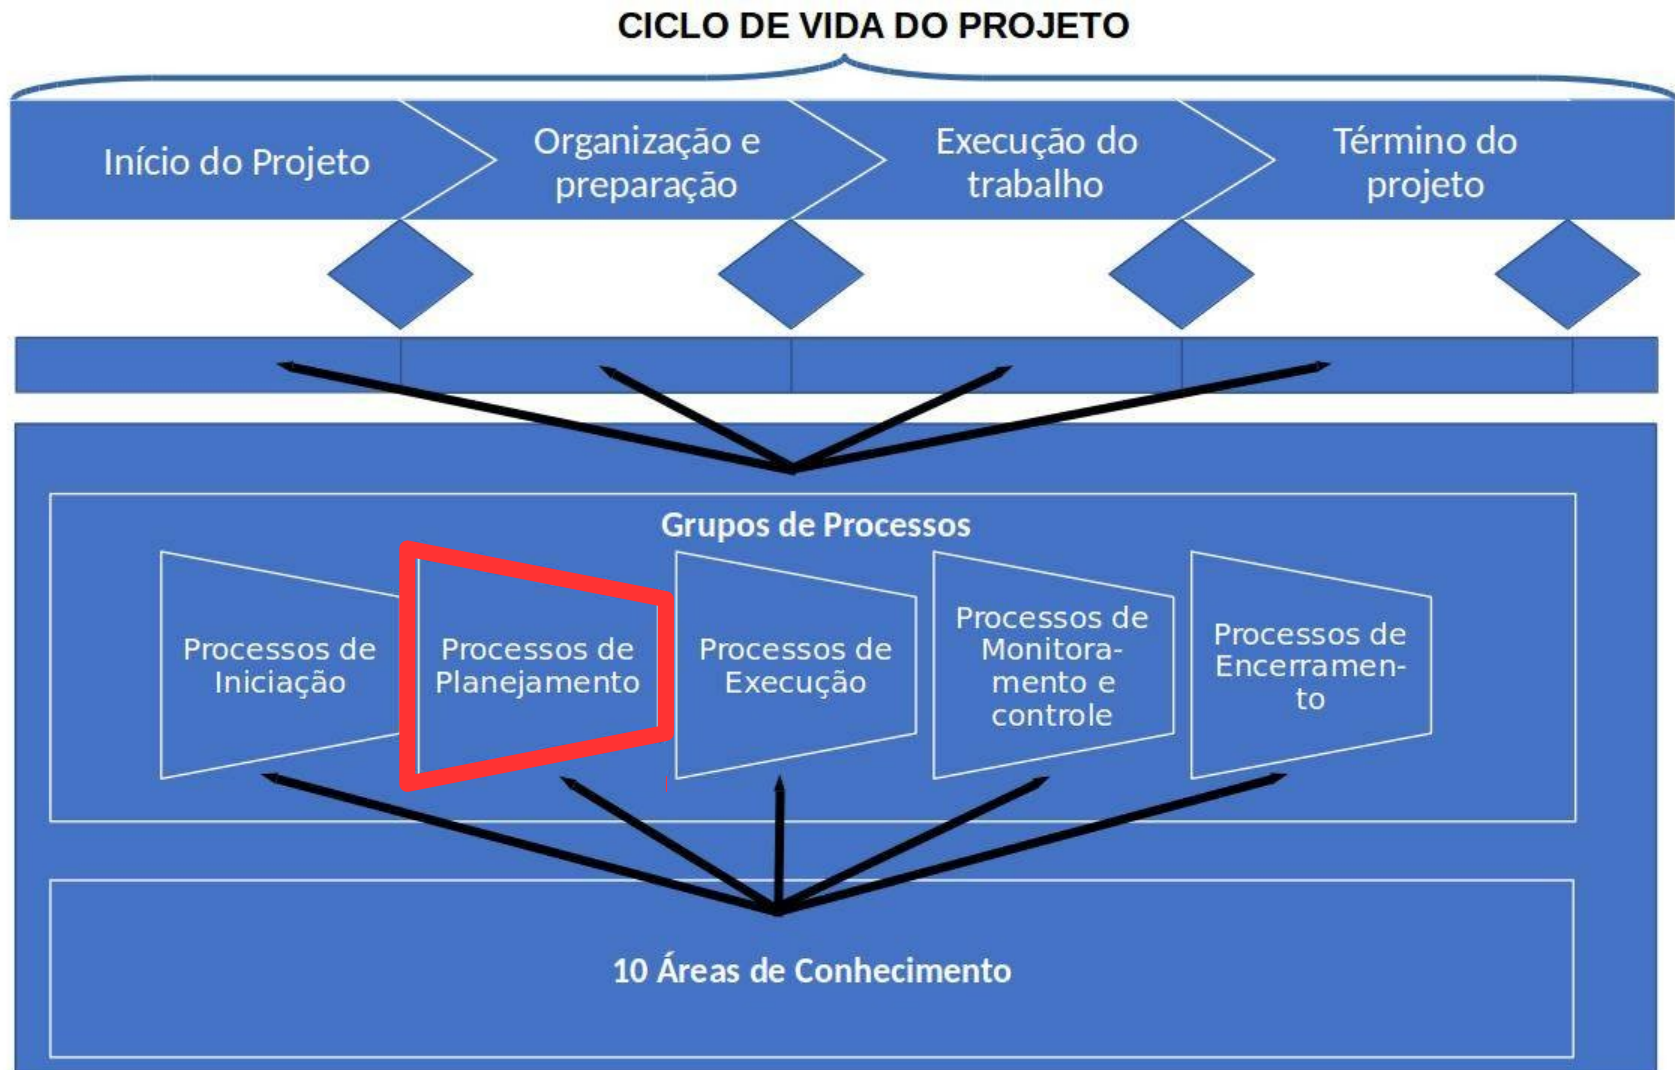 CICLO DE VIDA DO PROJETO
Início do Projeto
Organização e
preparação
Execução do
trabalho
Término do
projeto
Grupos de Processos
Processos de
Iniciação
Processos de
Planejamento
Processos de
Execução
Processos de
Monitora-
mento e
controle
Processos de
Encerramen-
to
10 Áreas de Conhecimento